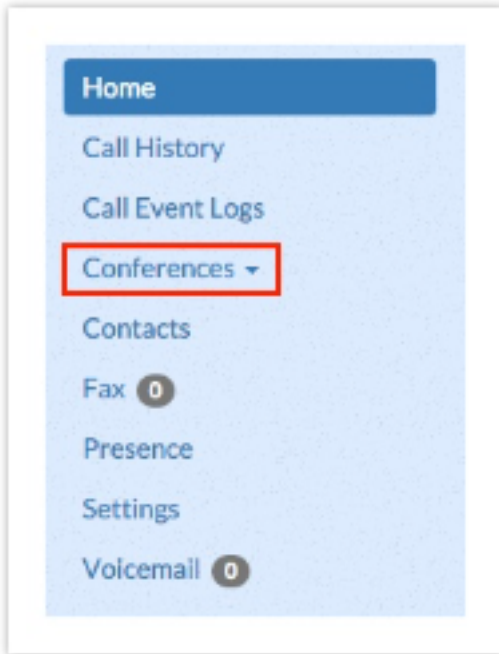 Home
Call History
Call Event Logs
Conferences
Contacts
Fax 0
Presence
Settings
Voicemail 0